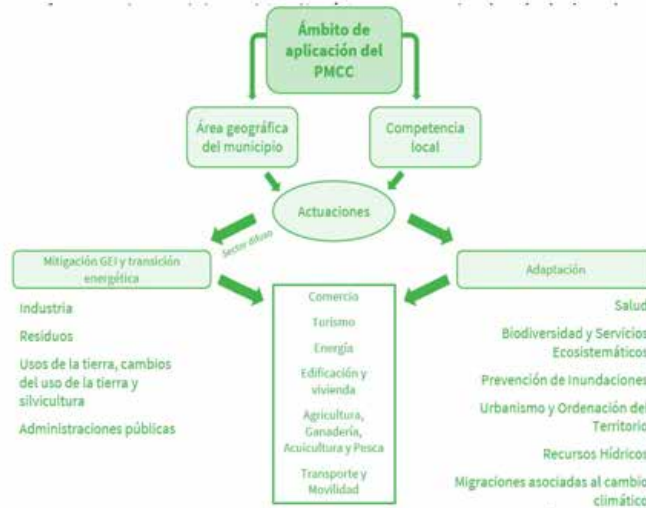 Ámbito de
aplicación del
PMCC
Área geográfica
del municipio
Competencia
local
Actuaciones
Sector difuso
Mitigación GEI y transición
energética
Adaptación
Industria
Residuos
Usos de la tierra, cambios
del uso de la tierra y
silvicultura
Administraciones públicas
Comercio
Turismo
Energía
Edificación y
vivienda
Agricultura,
Ganadería,
Acuicultura y Pesca
Transporte y
Movilidad
Salud
Biodiversidad y Servicios
Ecosistemáticos
Prevención de Inundaciones
Urbanismo y Ordenación del
Territorio
Recursos Hídricos
Migraciones asociadas al cambio
climático